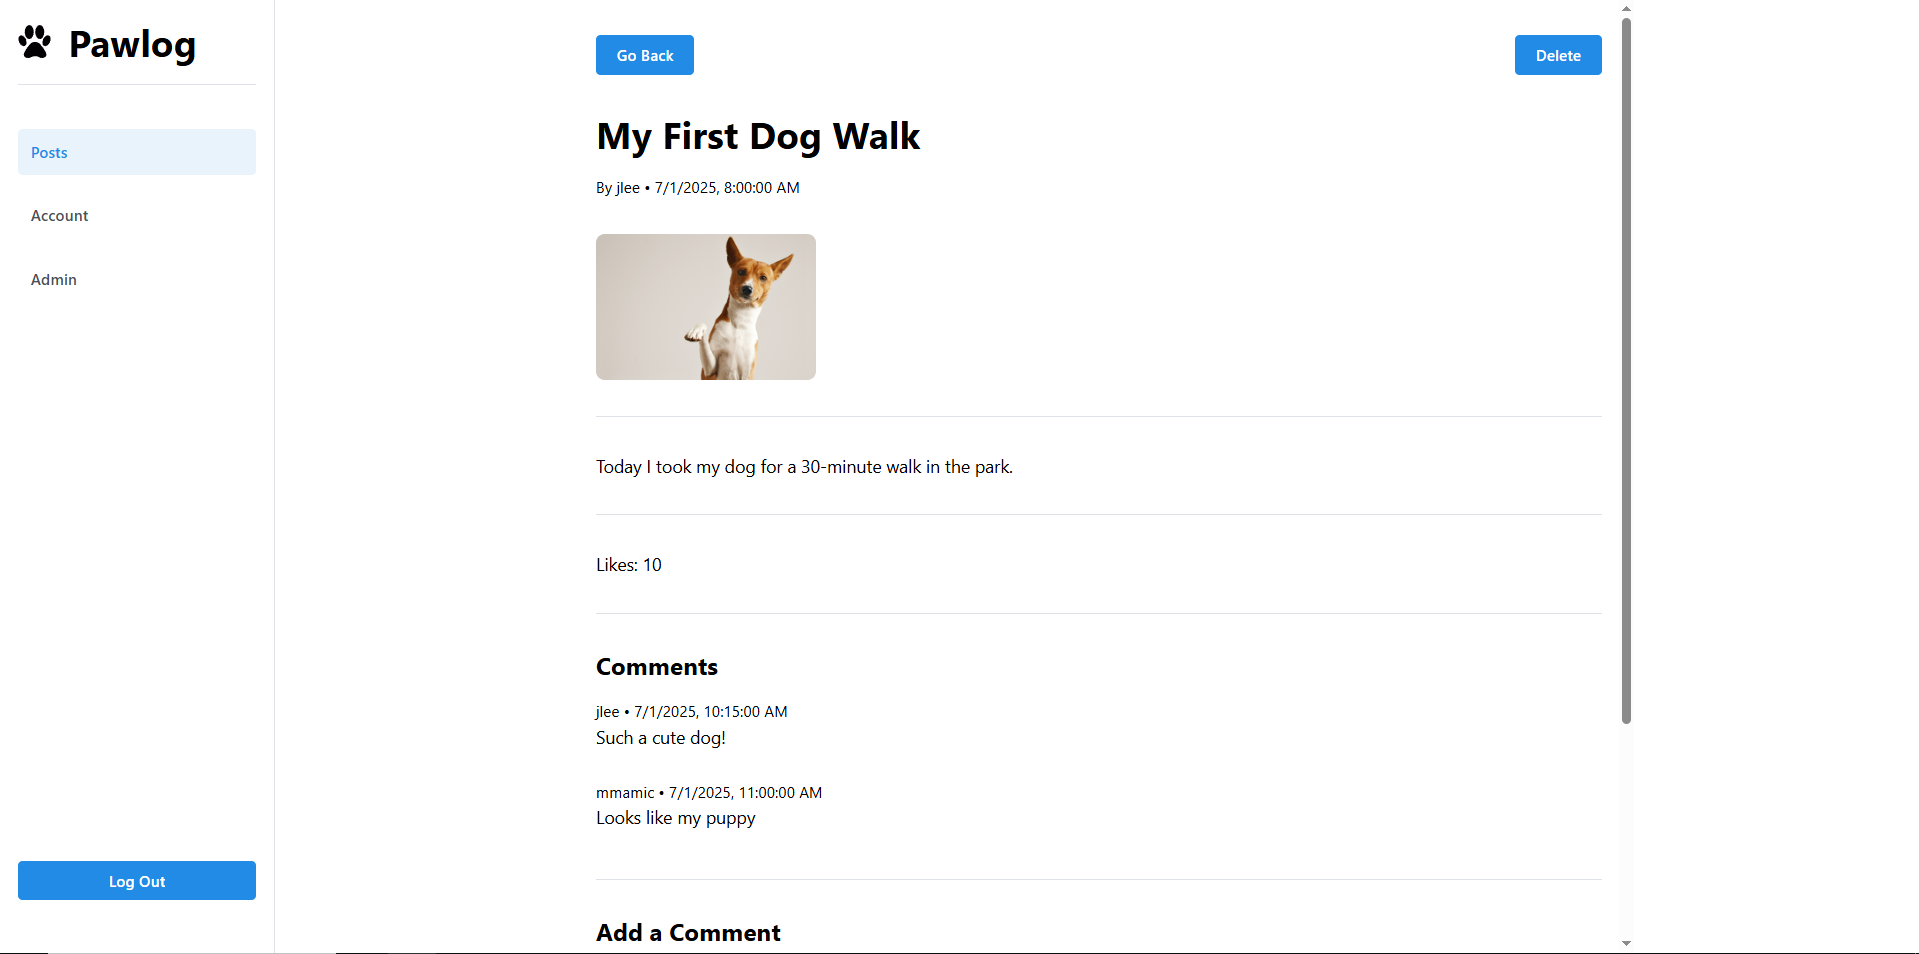 Pawlog
Posts
Account
Admin
Log Out
Go Back
Delete
My First Dog Walk
By jlee • 7/1/2025, 8:00:00 AM
Today I took my dog for a 30-minute walk in the park.
Likes: 10
Comments
jlee • 7/1/2025, 10:15:00 AM
Such a cute dog!
mmamic • 7/1/2025, 11:00:00 AM
Looks like my puppy
Add a Comment